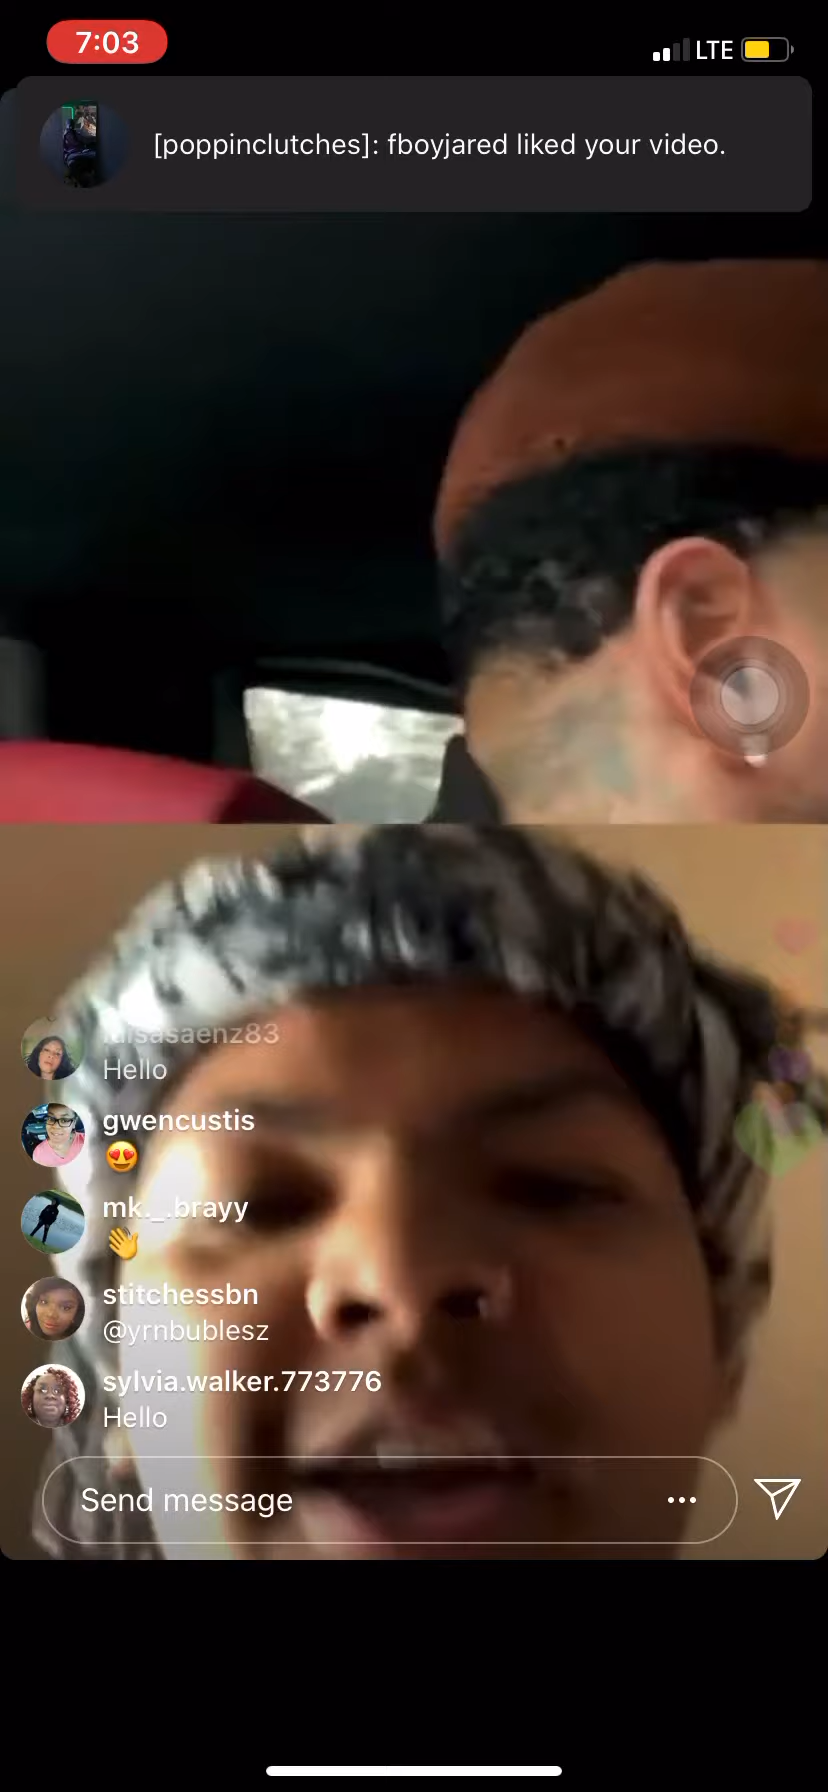 7:03
LTE
[poppinclutches]: fboyjared liked your video.
luisasaenz83
Hello
gwencustis
😍
mk._.brayy
👋
stitchessbn
@yrnbublesz
sylvia.walker.773776
Hello
Send message